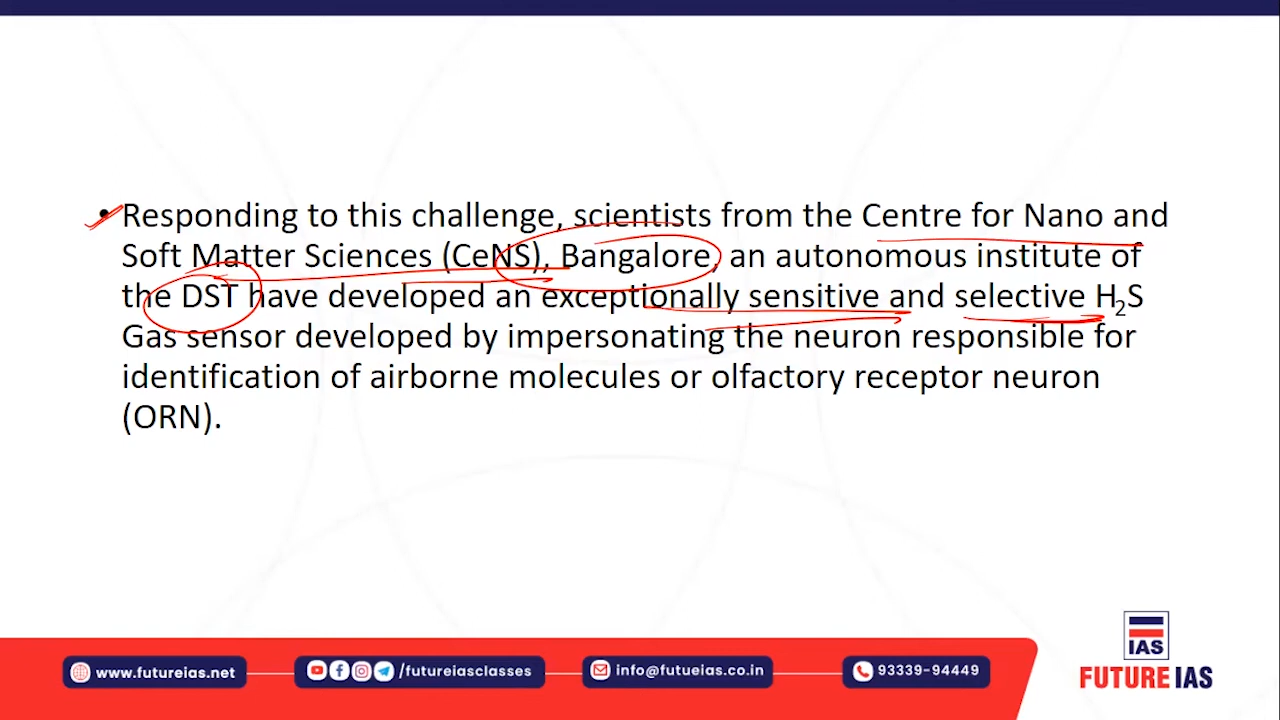 • Responding to this challenge, scientists from the Centre for Nano and
Soft Matter Sciences (CeNS), Bangalore, an autonomous institute of
the DST have developed an exceptionally sensitive and selective H₂S
Gas sensor developed by impersonating the neuron responsible for
identification of airborne molecules or olfactory receptor neuron
(ORN).
IAS
FUTURE IAS
www.futureias.net
/futureiasclasses
info@futueias.co.in
93339-94449